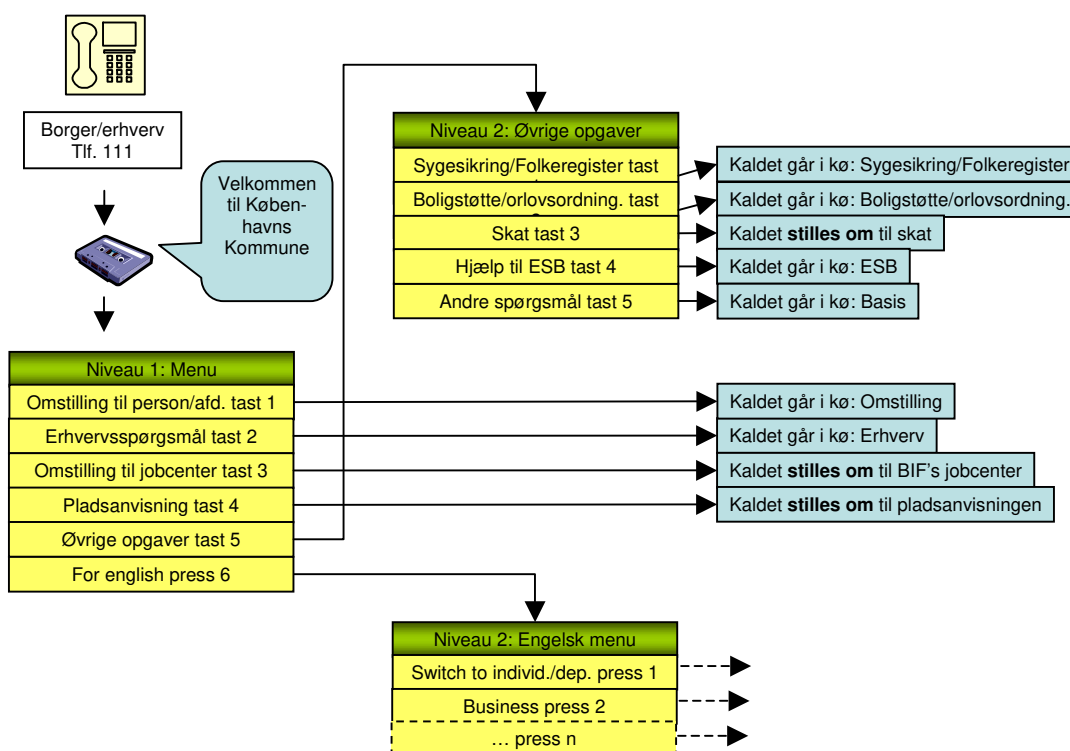 Borger/erhverv
Tlf. 111
Velkommen
til Køben-
havns
Kommune
Niveau 1: Menu
Omstilling til person/afd. tast 1
Erhvervsspørgsmål tast 2
Omstilling til jobcenter tast 3
Pladsanvisning tast 4
Øvrige opgaver tast 5
For english press 6
Niveau 2: Øvrige opgaver
Sygesikring/Folkeregister tast
Boligstøtte/orlovsordning. tast
Skat tast 3
Hjælp til ESB tast 4
Andre spørgsmål tast 5
Kaldet går i kø: Sygesikring/Folkeregister
Kaldet går i kø: Boligstøtte/orlovsordning.
Kaldet stilles om til skat
Kaldet går i kø: ESB
Kaldet går i kø: Basis
Kaldet går i kø: Omstilling
Kaldet går i kø: Erhverv
Kaldet stilles om til BIF's jobcenter
Kaldet stilles om til pladsanvisningen
Niveau 2: Engelsk menu
Switch to individ./dep. press 1
Business press 2
... press n